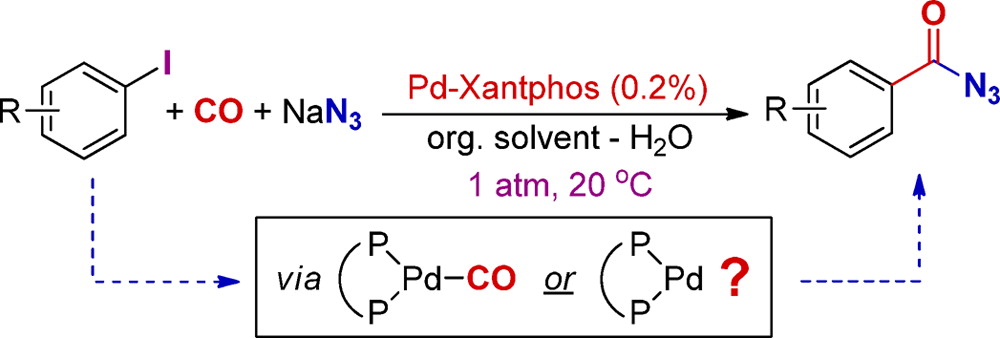 R I + CO + NaN3 Pd-Xantphos (0.2%) O N3 R
org. solvent - H2O
1 atm, 20 °C
via P P Pd CO or P P Pd ?